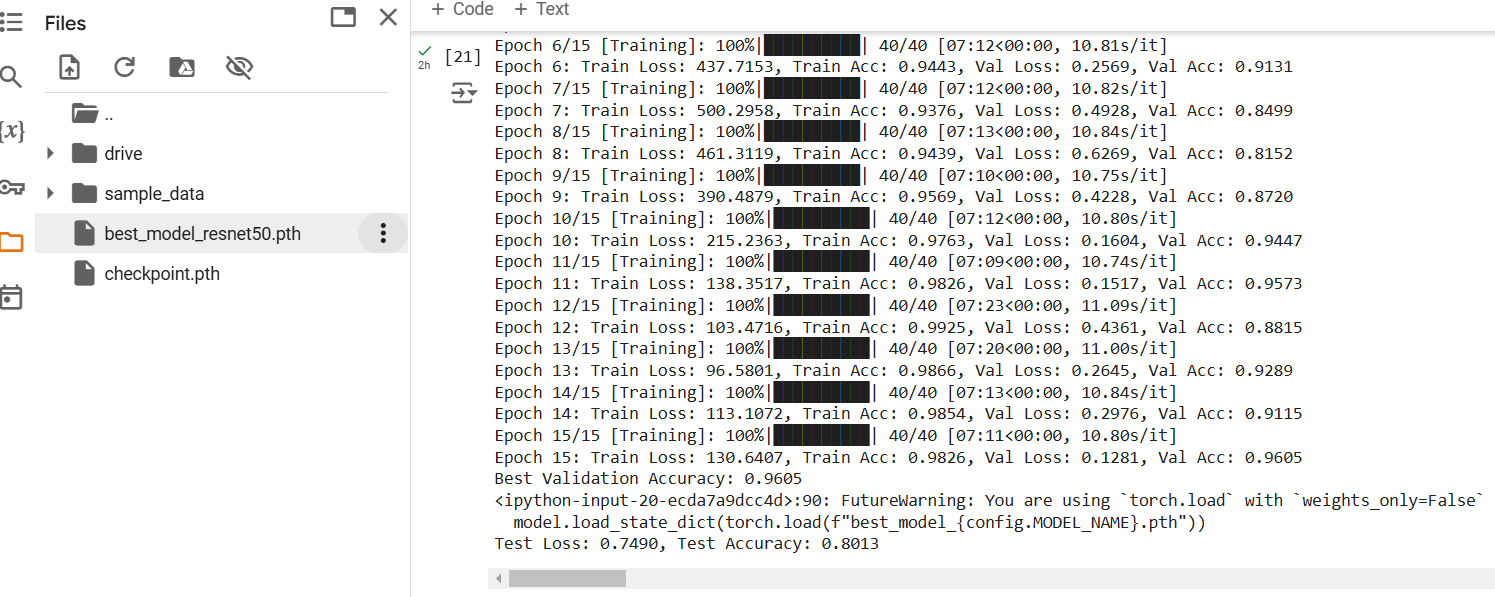 Files
..
drive
sample_data
best_model_resnet50.pth
checkpoint.pth
{x}
+ Code + Text
2h
[21]
Epoch 6/15 [Training]: 100%|██████████| 40/40 [07:12<00:00, 10.81s/it]
Epoch 6: Train Loss: 437.7153, Train Acc: 0.9443, Val Loss: 0.2569, Val Acc: 0.9131
Epoch 7/15 [Training]: 100%|██████████| 40/40 [07:12<00:00, 10.82s/it]
Epoch 7: Train Loss: 500.2958, Train Acc: 0.9376, Val Loss: 0.4928, Val Acc: 0.8499
Epoch 8/15 [Training]: 100%|██████████| 40/40 [07:13<00:00, 10.84s/it]
Epoch 8: Train Loss: 461.3119, Train Acc: 0.9439, Val Loss: 0.6269, Val Acc: 0.8152
Epoch 9/15 [Training]: 100%|██████████| 40/40 [07:10<00:00, 10.75s/it]
Epoch 9: Train Loss: 390.4879, Train Acc: 0.9569, Val Loss: 0.4228, Val Acc: 0.8720
Epoch 10/15 [Training]: 100%|██████████| 40/40 [07:12<00:00, 10.80s/it]
Epoch 10: Train Loss: 215.2363, Train Acc: 0.9763, Val Loss: 0.1604, Val Acc: 0.9447
Epoch 11/15 [Training]: 100%|██████████| 40/40 [07:09<00:00, 10.74s/it]
Epoch 11: Train Loss: 138.3517, Train Acc: 0.9826, Val Loss: 0.1517, Val Acc: 0.9573
Epoch 12/15 [Training]: 100%|██████████| 40/40 [07:23<00:00, 11.09s/it]
Epoch 12: Train Loss: 103.4716, Train Acc: 0.9925, Val Loss: 0.4361, Val Acc: 0.8815
Epoch 13/15 [Training]: 100%|██████████| 40/40 [07:20<00:00, 11.00s/it]
Epoch 13: Train Loss: 96.5801, Train Acc: 0.9866, Val Loss: 0.2645, Val Acc: 0.9289
Epoch 14/15 [Training]: 100%|██████████| 40/40 [07:13<00:00, 10.84s/it]
Epoch 14: Train Loss: 113.1072, Train Acc: 0.9854, Val Loss: 0.2976, Val Acc: 0.9115
Epoch 15/15 [Training]: 100%|██████████| 40/40 [07:11<00:00, 10.80s/it]
Epoch 15: Train Loss: 130.6407, Train Acc: 0.9826, Val Loss: 0.1281, Val Acc: 0.9605
Best Validation Accuracy: 0.9605
<ipython-input-20-ecda7a9dcc4d>:90: FutureWarning: You are using `torch.load` with `weights_only=False`
model.load_state_dict(torch.load(f"best_model_{config.MODEL_NAME}.pth"))
Test Loss: 0.7490, Test Accuracy: 0.8013